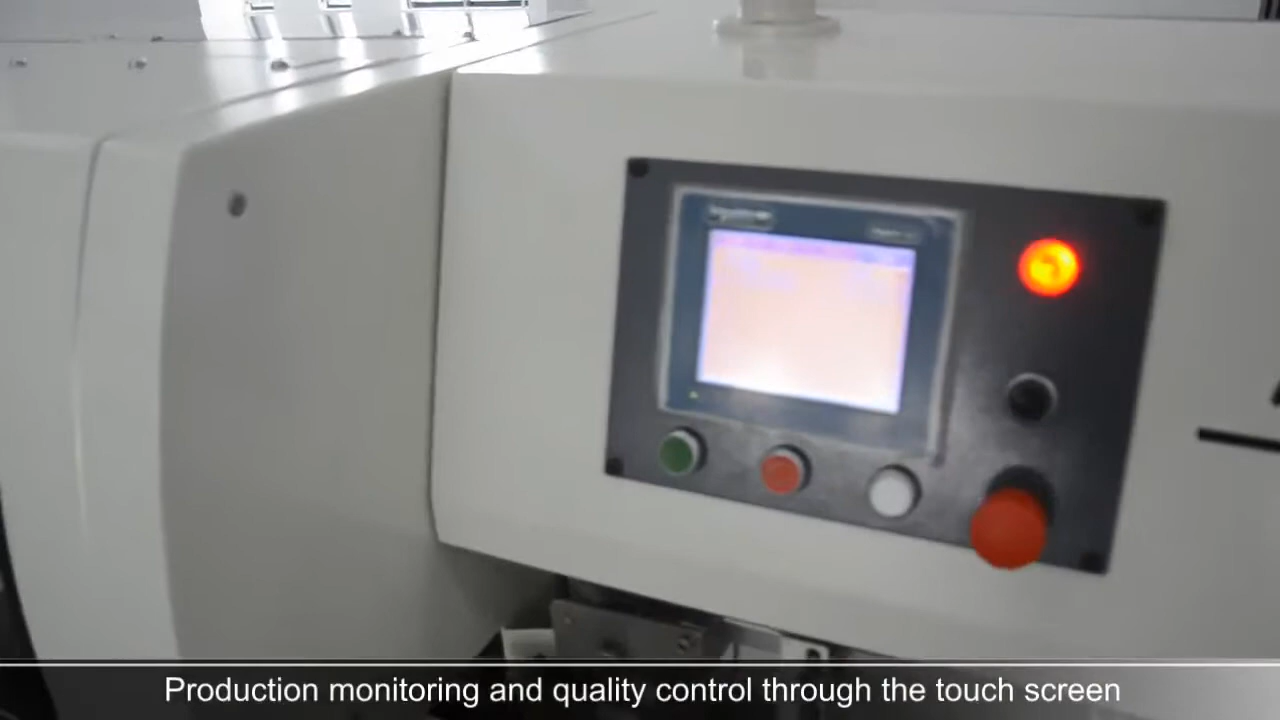 Production monitoring and quality control through the touch screen